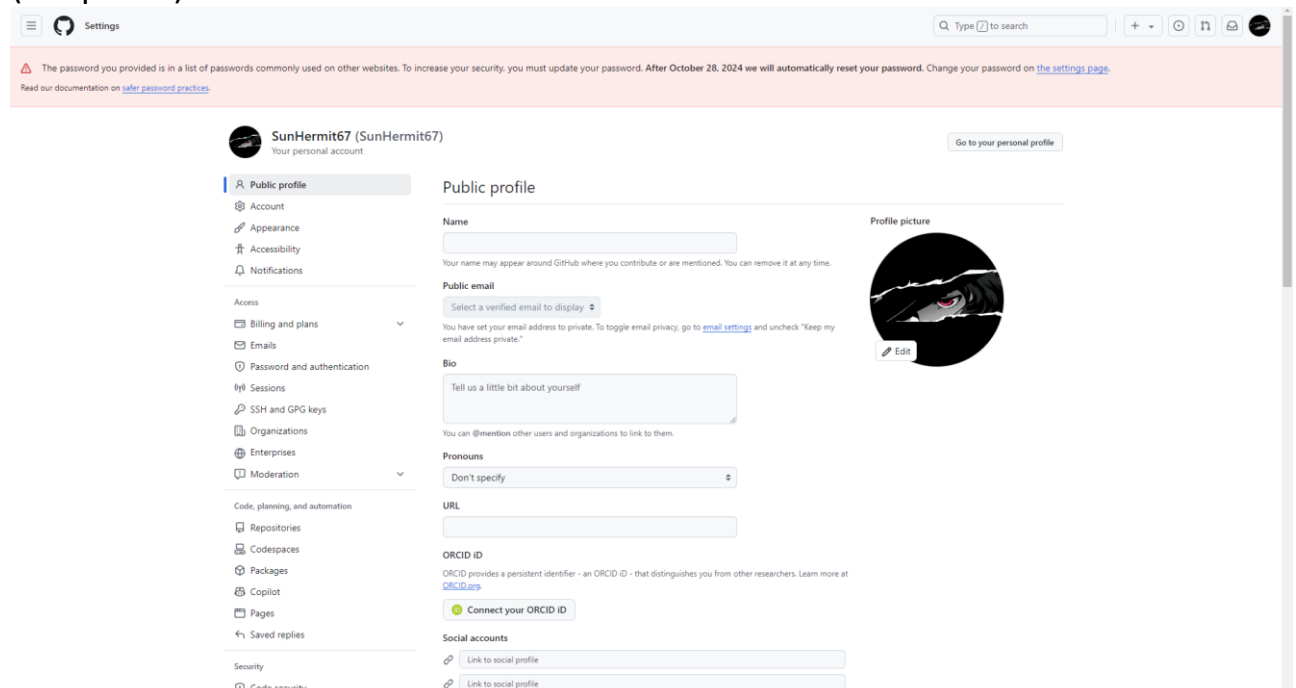 Settings
Type / to search
The password you provided is in a list of passwords commonly used on other websites. To increase your security, you must update your password. After October 28, 2024 we will automatically reset your password. Change your password on the settings page.
Read our documentation on safer password practices.
SunHermit67 (SunHermit67)
Your personal account
Go to your personal profile
Public profile
Account
Appearance
Accessibility
Notifications
Access
Billing and plans
Emails
Password and authentication
Sessions
SSH and GPG keys
Organizations
Enterprises
Moderation
Code, planning, and automation
Repositories
Codespaces
Packages
Copilot
Pages
Saved replies
Security
Code security
Public profile
Name
Your name may appear around GitHub where you contribute or are mentioned. You can remove it at any time.
Public email
Select a verified email to display
You have set your email address to private. To toggle email privacy, go to email settings and uncheck "Keep my
email address private."
Bio
Tell us a little bit about yourself
You can @mention other users and organizations to link to them.
Pronouns
Don't specify
URL
ORCID iD
ORCID provides a persistent identifier - an ORCID iD - that distinguishes you from other researchers. Learn more at
ORCID.org.
Connect your ORCID iD
Social accounts
Link to social profile
Link to social profile
Profile picture
Edit